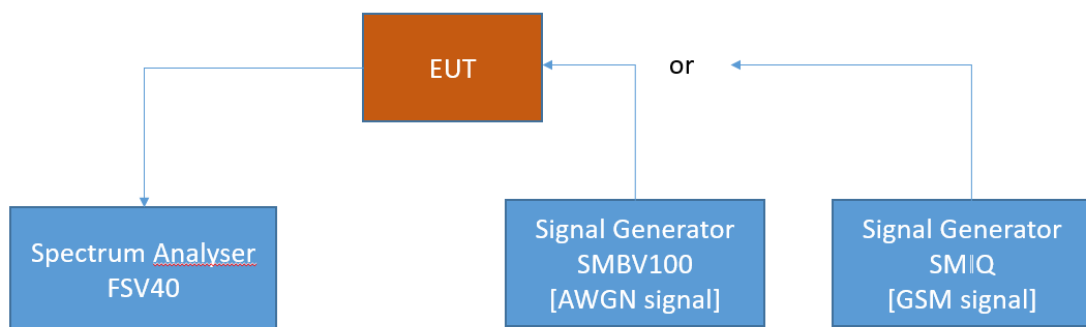 EUT
or
Spectrum Analyser
FSV40
Signal Generator
SMBV100
[AWGN signal]
Signal Generator
SMIQ
[GSM signal]